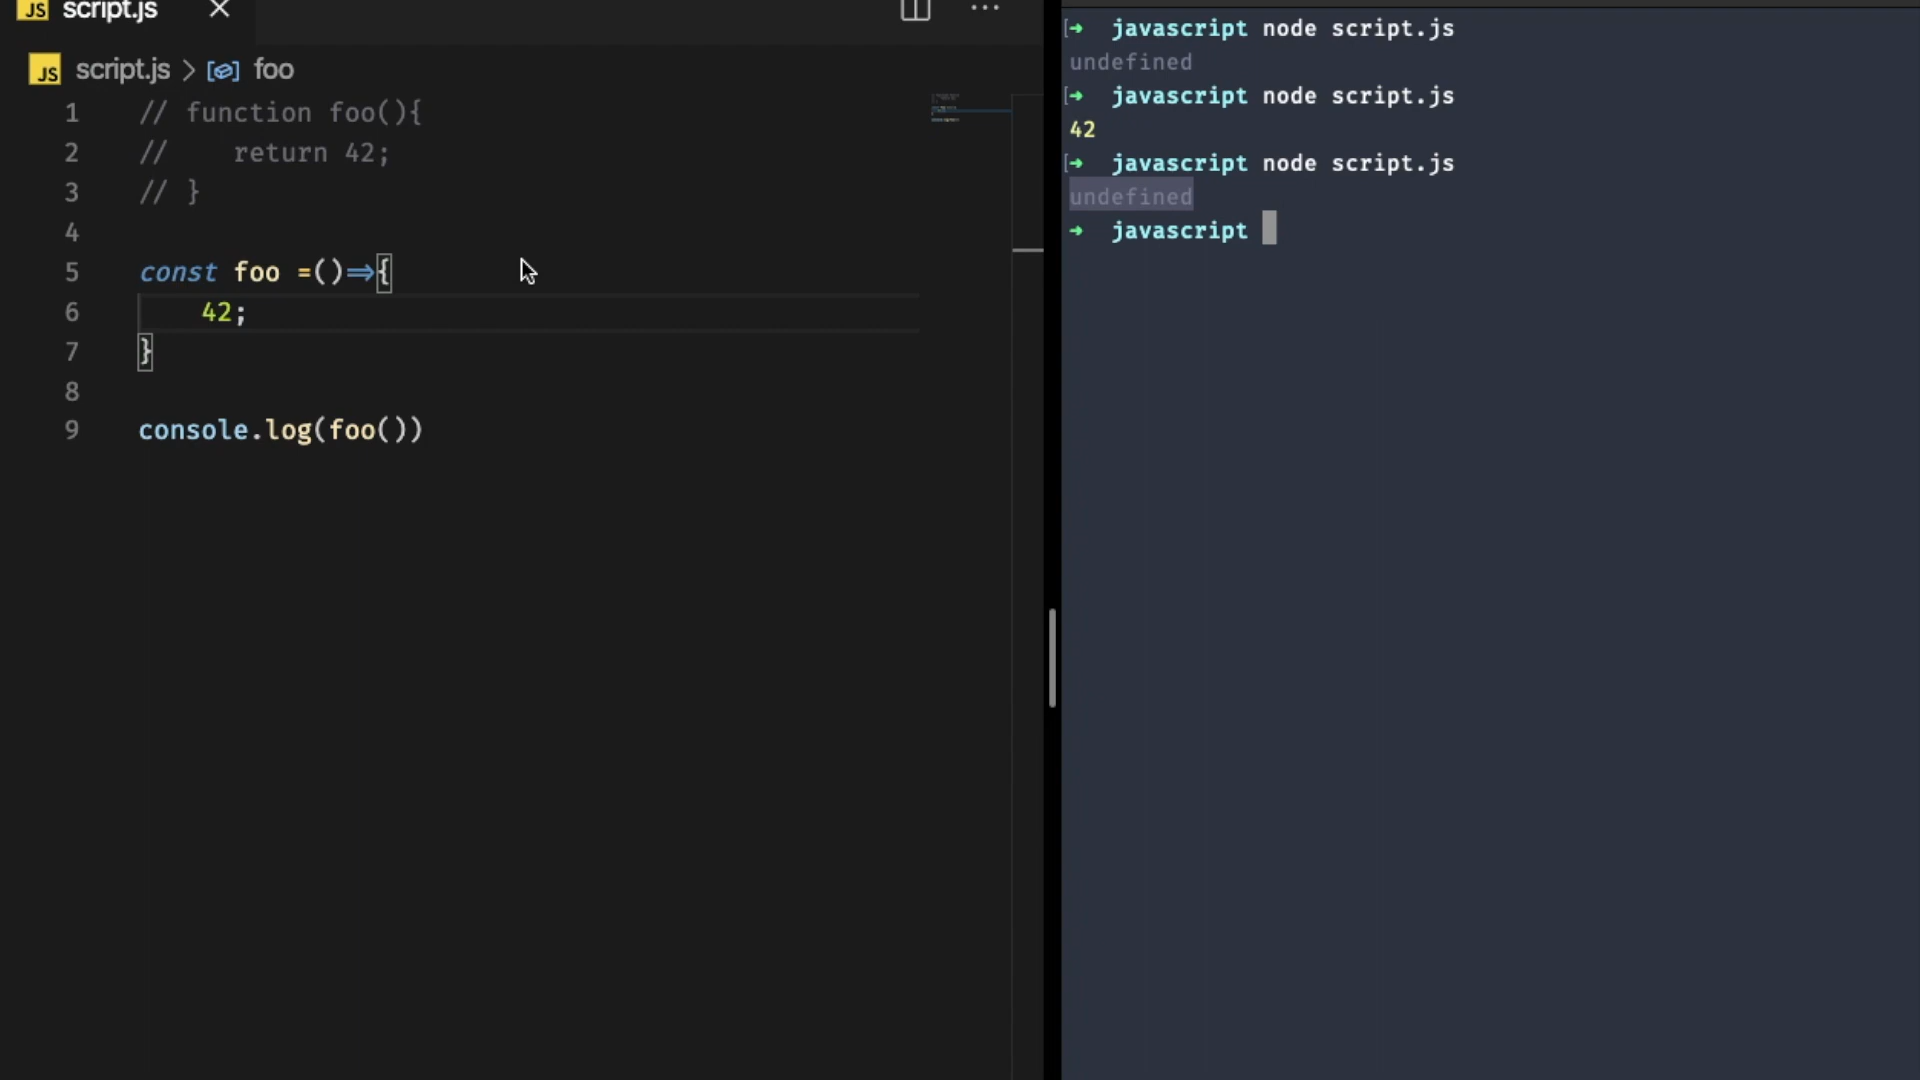 JS script.js
JS script.js > foo
1 // function foo(){
2 //    return 42;
3 // }
4
5 const foo =()=>{
6     42;
7 }
8
9 console.log(foo())
➜ javascript node script.js
undefined
➜ javascript node script.js
42
➜ javascript node script.js
undefined
➜ javascript